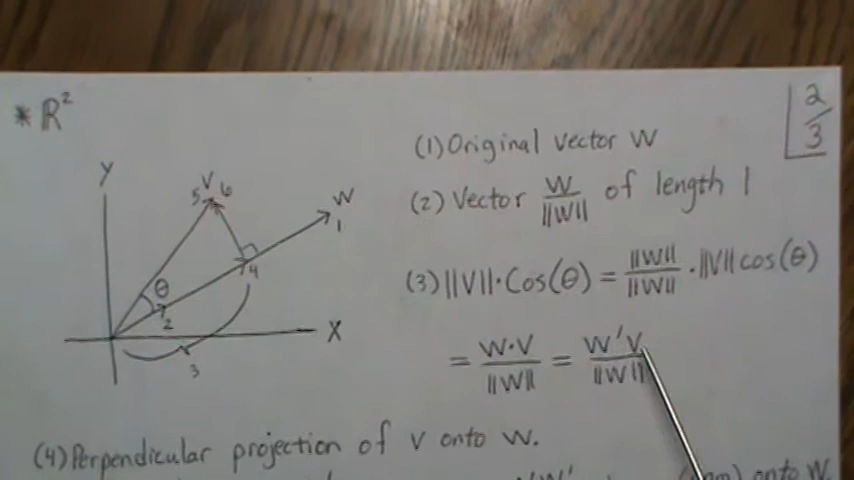 * R²
2/3
Y
5 V 6
W
1
θ
4
2
X
3
(1) Original vector W
(2) Vector W/||W|| of length 1
(3) ||V||·Cos(θ) = ||W||/||W|| · ||V|| cos(θ)
= W·V/||W|| = W'V/||W||
(4) Perpendicular projection of V onto W.
onto W.